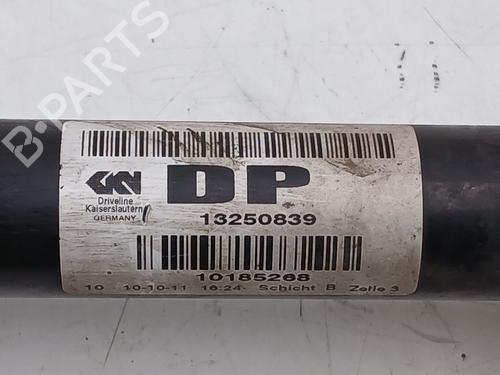 GKN
DP
Driveline
Kaiserslautern
GERMANY
13250839
10185268
10 10-10-11 16:24 Schicht B Zelle 3
B-PARTS